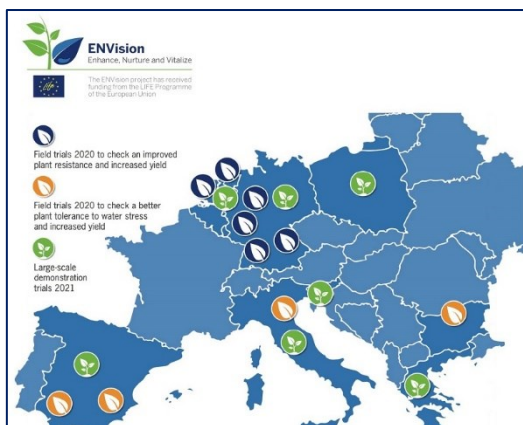 ENVision
Enhance, Nurture and Vitalize
The ENVision project has received
funding from the LIFE Programme
of the European Union
Field trials 2020 to check an improved
plant resistance and increased yield
Field trials 2020 to check a better
plant tolerance to water stress
and increased yield
Large-scale
demonstration
trials 2021